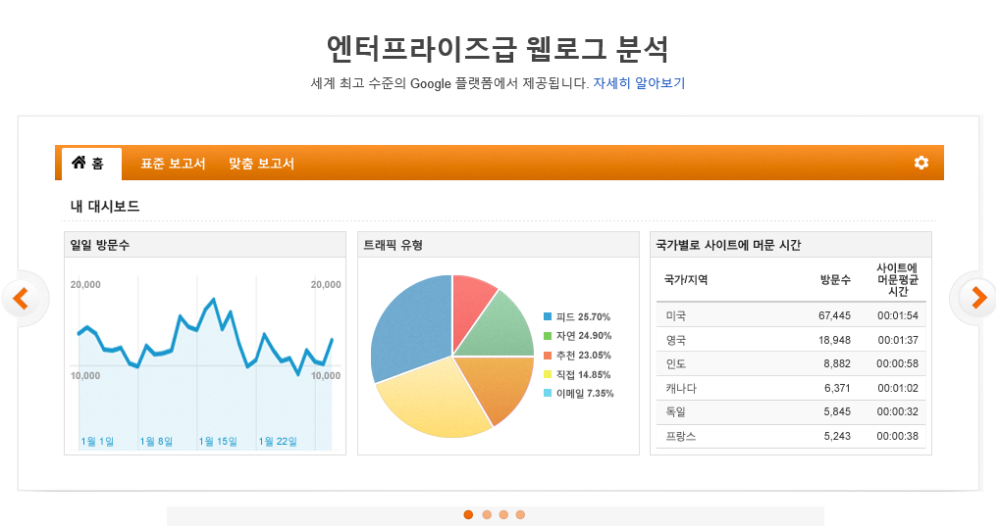 엔터프라이즈급 웹로그 분석
세계 최고 수준의 Google 플랫폼에서 제공됩니다. 자세히 알아보기
홈 표준 보고서 맞춤 보고서
내 대시보드
일일 방문수
20,000 20,000
10,000 10,000
1월 1일 1월 8일 1월 15일 1월 22일
트래픽 유형
피드 25.70%
자연 24.90%
추천 23.05%
직접 14.85%
이메일 7.35%
국가별로 사이트에 머문 시간
국가/지역 방문수 사이트에
머문평균
시간
미국 67,445 00:01:54
영국 18,948 00:01:37
인도 8,882 00:00:58
캐나다 6,371 00:01:02
독일 5,845 00:00:32
프랑스 5,243 00:00:38